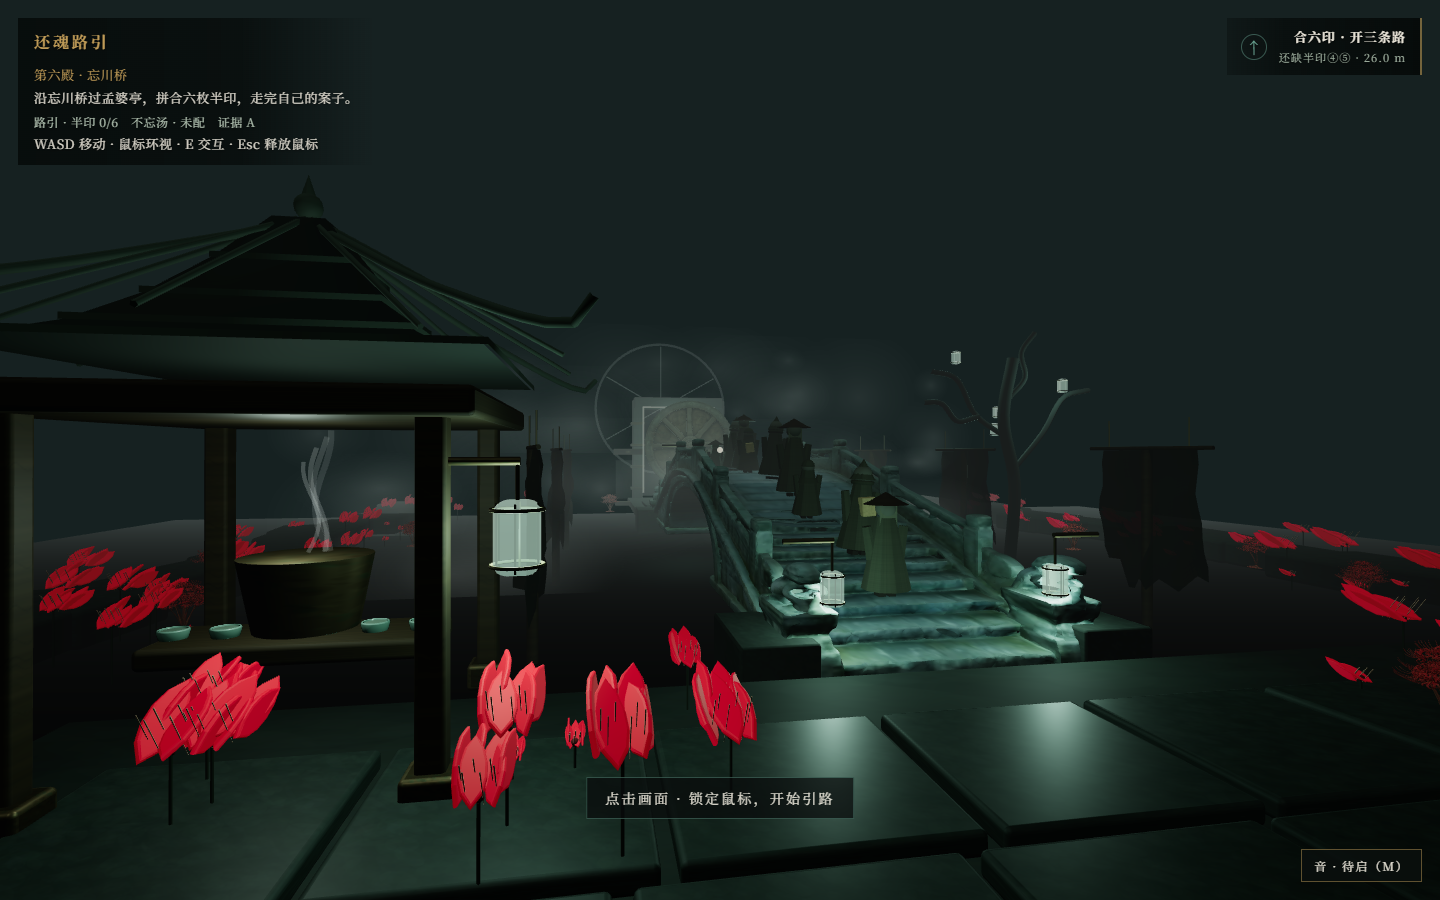 还魂路引
第六殿 · 忘川桥
沿忘川桥过孟婆亭，拼合六枚半印，走完自己的案子。
路引 · 半印 0/6 不忘汤 · 未配 证据 A
WASD 移动 · 鼠标环视 · E 交互 · Esc 释放鼠标
合六印 · 开三条路
还缺半印④⑤ · 26.0 m
点击画面 · 锁定鼠标，开始引路
音 · 待启（M）